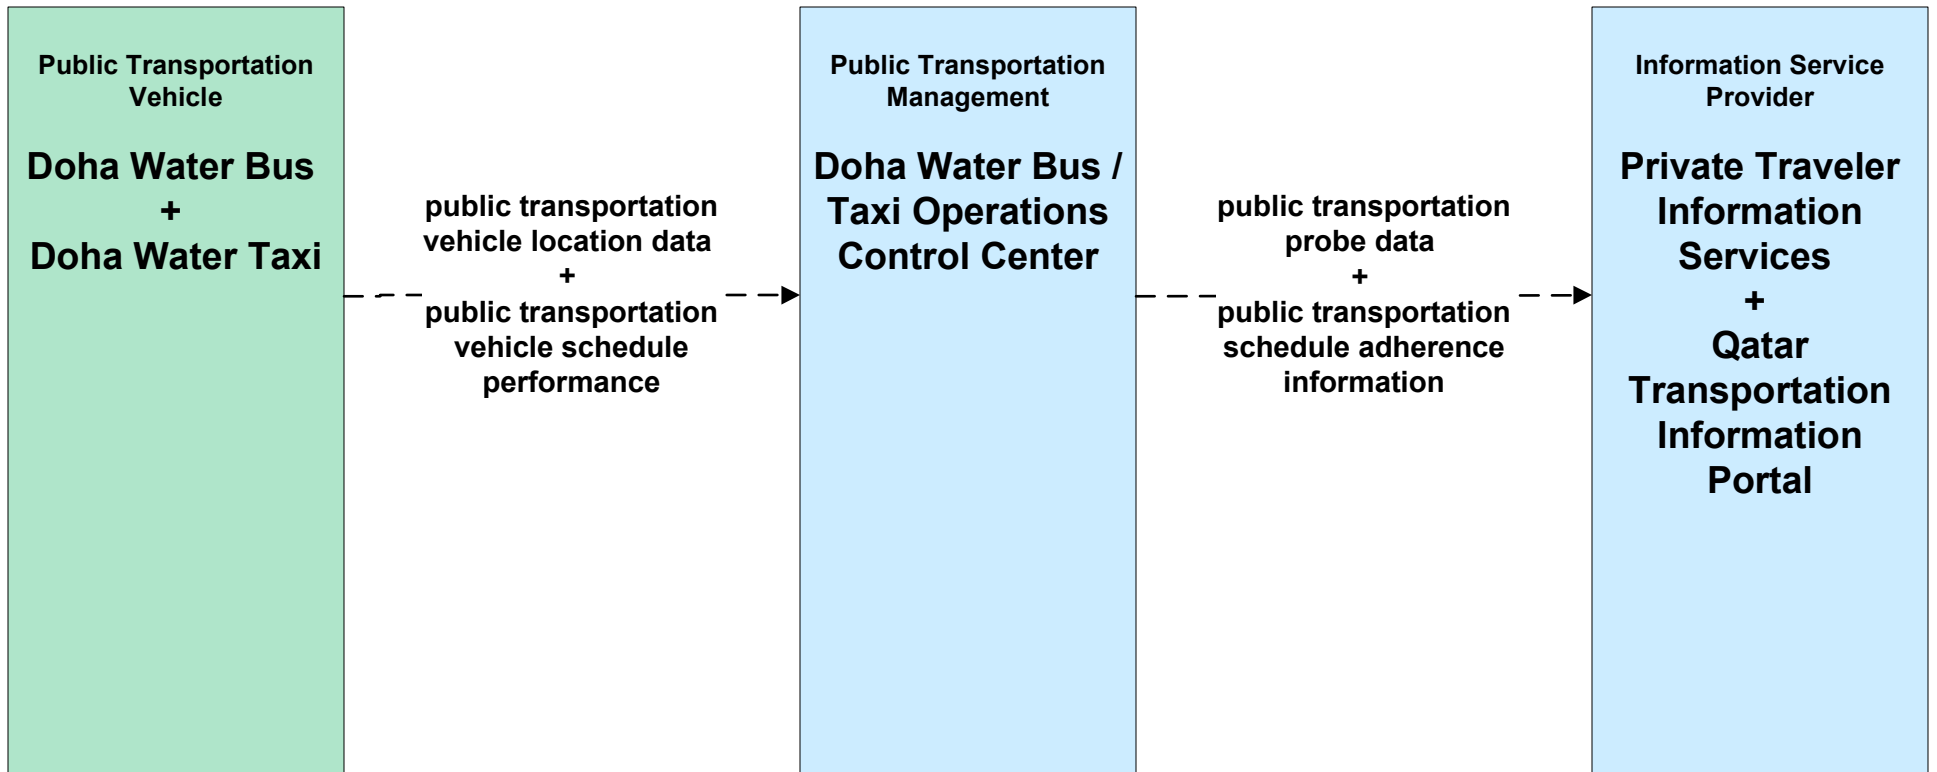 Public Transportation
Vehicle
Doha Water Bus
+
Doha Water Taxi
public transportation
vehicle location data
+
public transportation
vehicle schedule
performance
Public Transportation
Management
Doha Water Bus /
Taxi Operations
Control Center
public transportation
probe data
+
public transportation
schedule adherence
information
Information Service
Provider
Private Traveler
Information
Services
+
Qatar
Transportation
Information
Portal